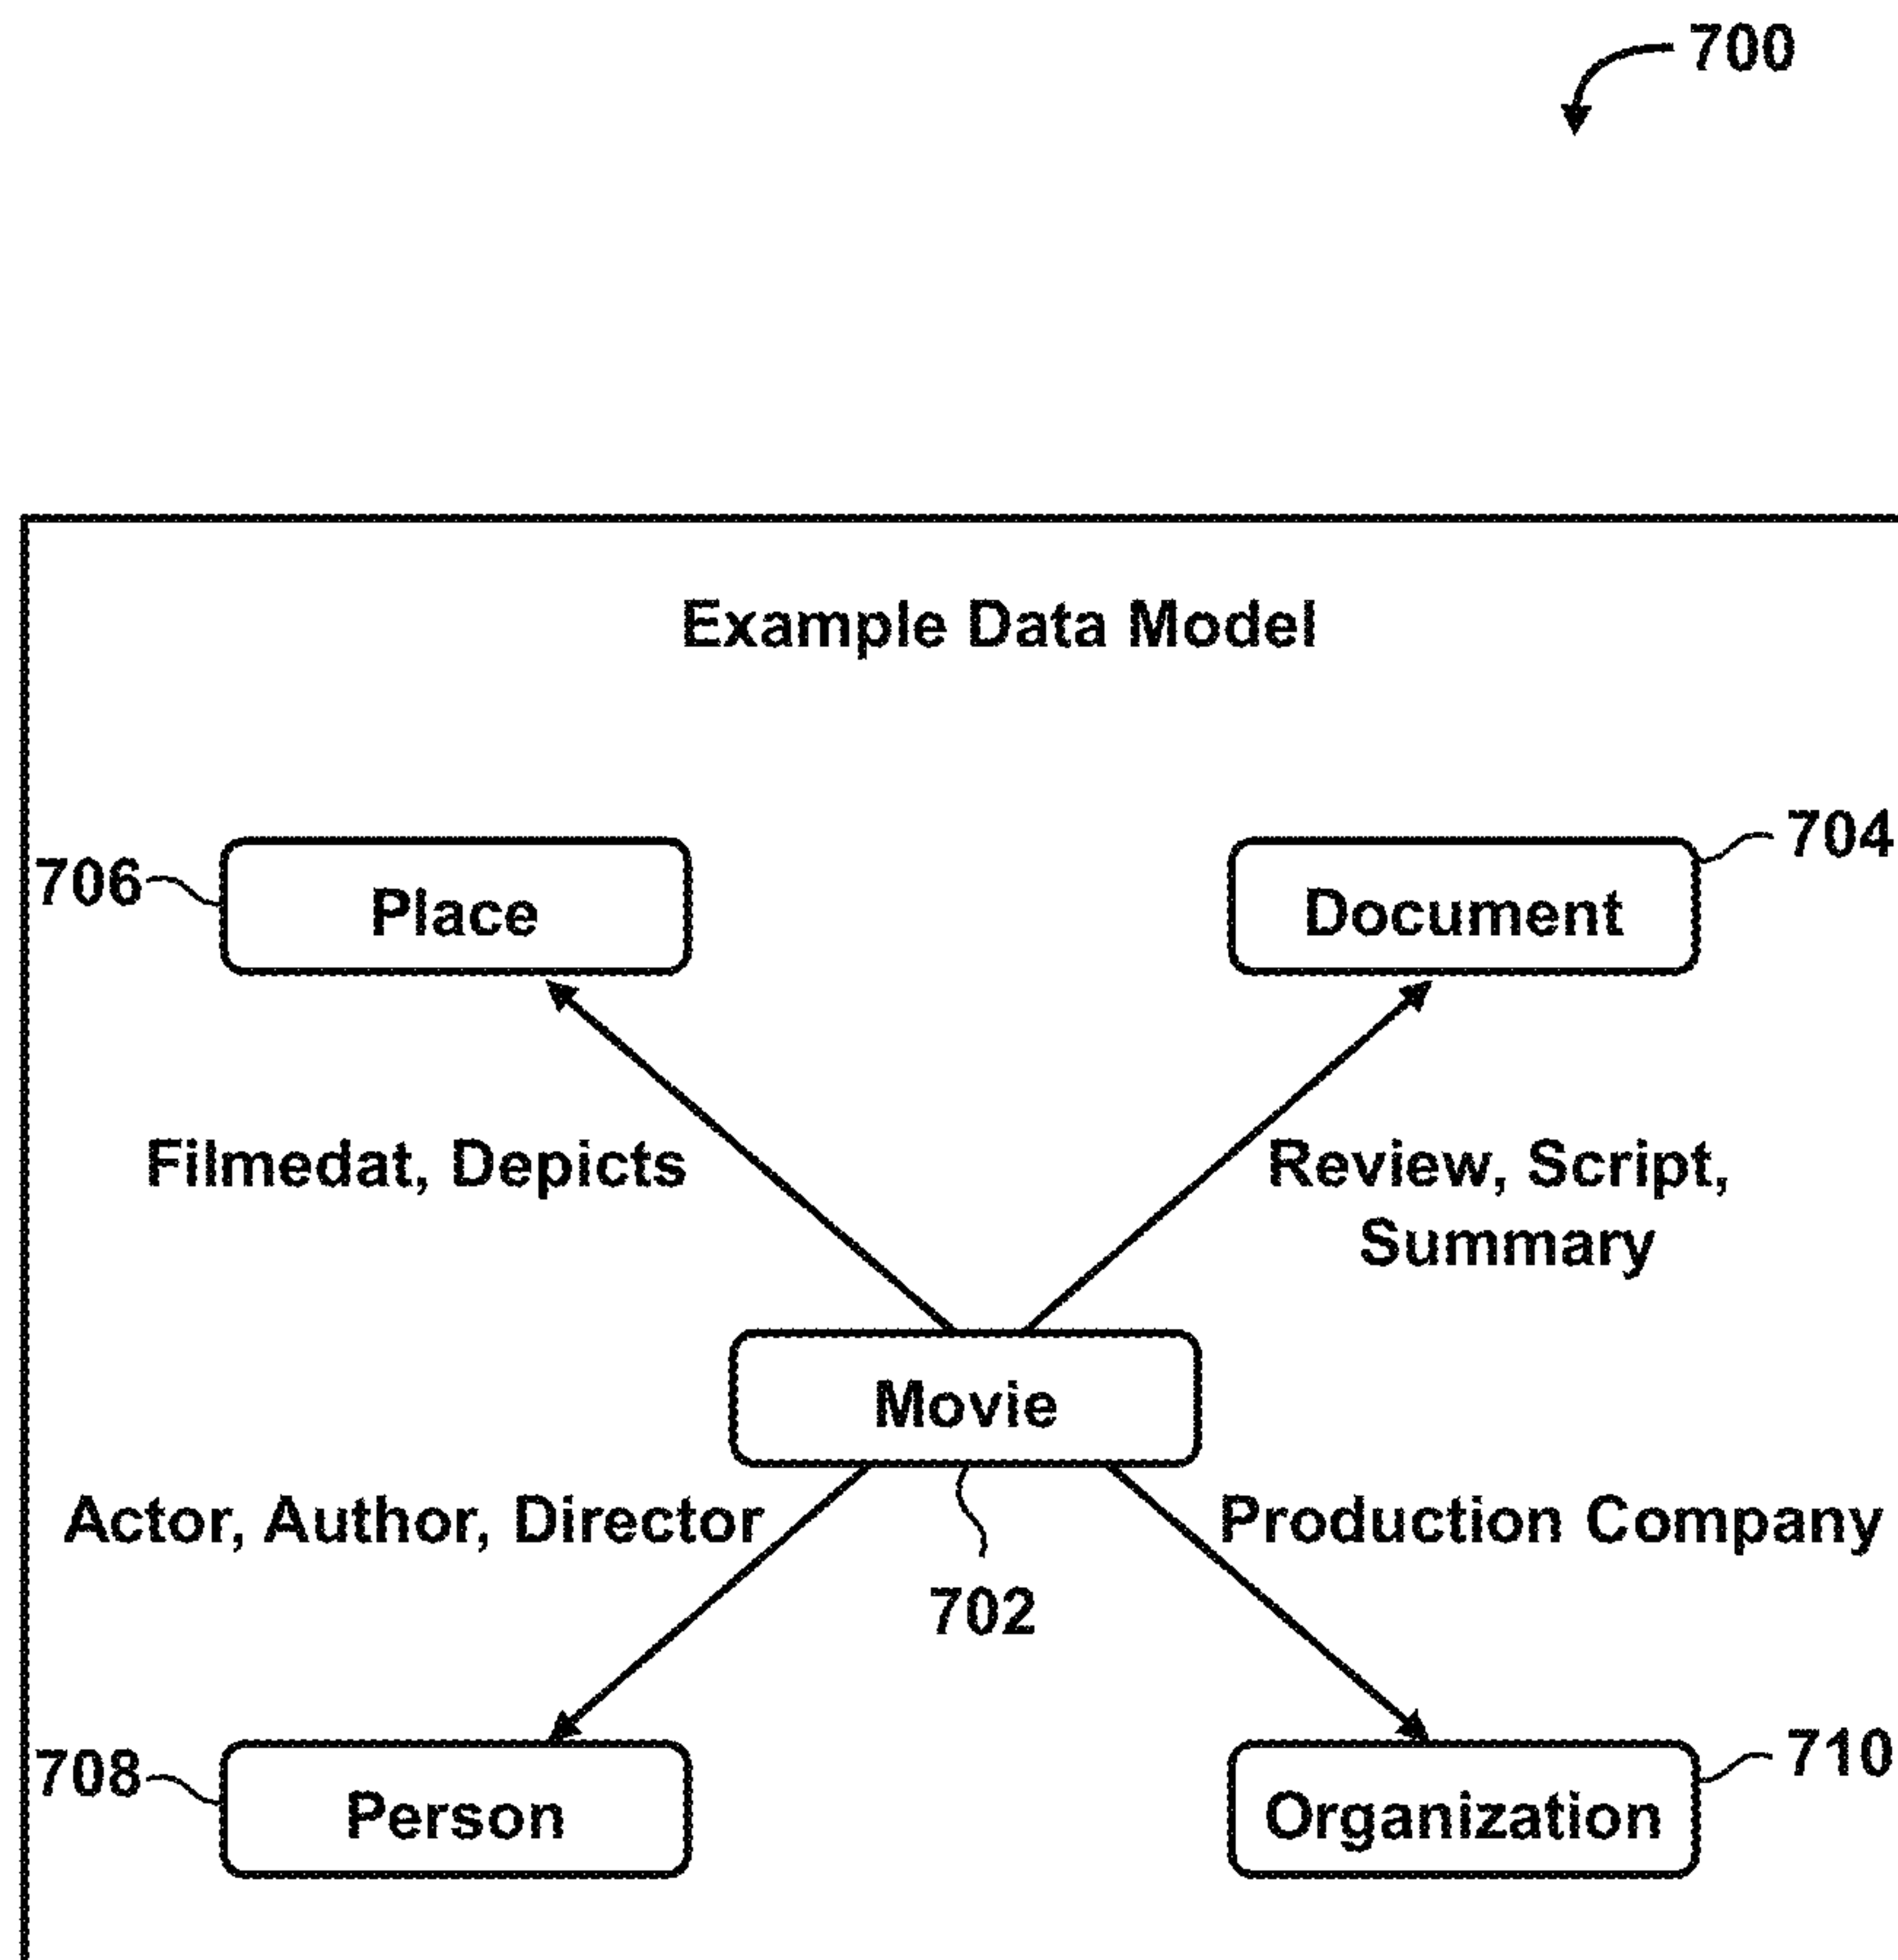 700
Example Data Model
704
706
Place
Document
Filmedat, Depicts
Review, Script,
Summary
Movie
Actor, Author, Director
Production Company
702
708
710
Person
Organization